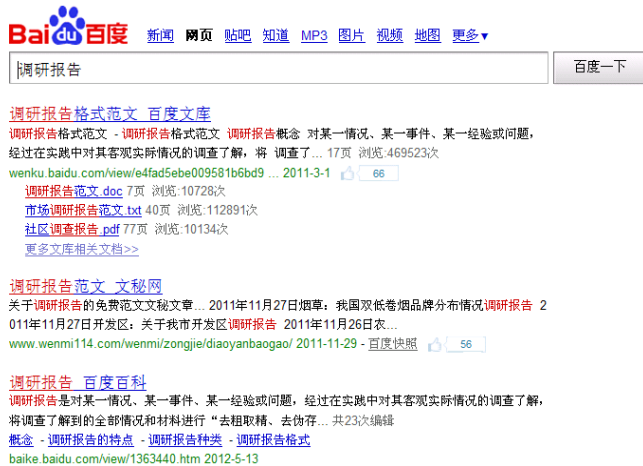 Bai du 百度 新闻 网页 贴吧 知道 MP3 图片 视频 地图 更多▼
调研报告 百度一下
调研报告格式范文_百度文库
调研报告格式范文 - 调研报告格式范文 调研报告概念 对某一情况、某一事件、某一经验或问题，
经过在实践中对其客观实际情况的调查了解，将 调查了... 17页 浏览:469523次
wenku.baidu.com/view/e4fad5ebe009581b6bd9 ... 2011-3-1 66
调研报告范文.doc 7页 浏览:10728次
市场调研报告范文.txt 40页 浏览:112891次
社区调查报告.pdf 77页 浏览:10134次
更多文库相关文档>>
调研报告范文_文秘网
关于调研报告的免费范文文秘文章... 2011年11月27日烟草：我国双低卷烟品牌分布情况调研报告 2
011年11月27日开发区：关于我市开发区调研报告 2011年11月26日农...
www.wenmi114.com/wenmi/zongjie/diaoyanbaogao/ 2011-11-29 - 百度快照 56
调研报告_百度百科
调研报告是对某一情况、某一事件、某一经验或问题，经过在实践中对其客观实际情况的调查了解，
将调查了解到的全部情况和材料进行“去粗取精、去伪存... 共23次编辑
概念 - 调研报告的特点 - 调研报告种类 - 调研报告格式
baike.baidu.com/view/1363440.htm 2012-5-13